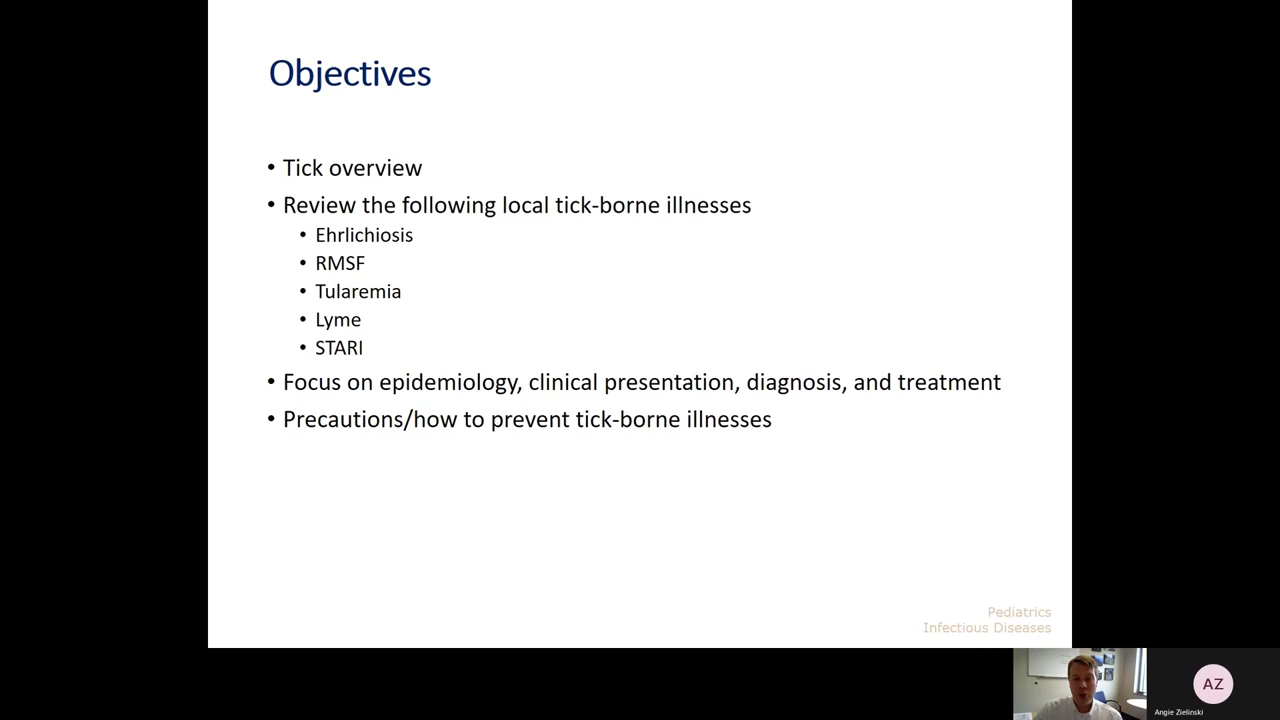 Objectives
• Tick overview
• Review the following local tick-borne illnesses
• Ehrlichiosis
• RMSF
• Tularemia
• Lyme
• STARI
• Focus on epidemiology, clinical presentation, diagnosis, and treatment
• Precautions/how to prevent tick-borne illnesses
Pediatrics
Infectious Diseases
AZ
Angie Zielinski